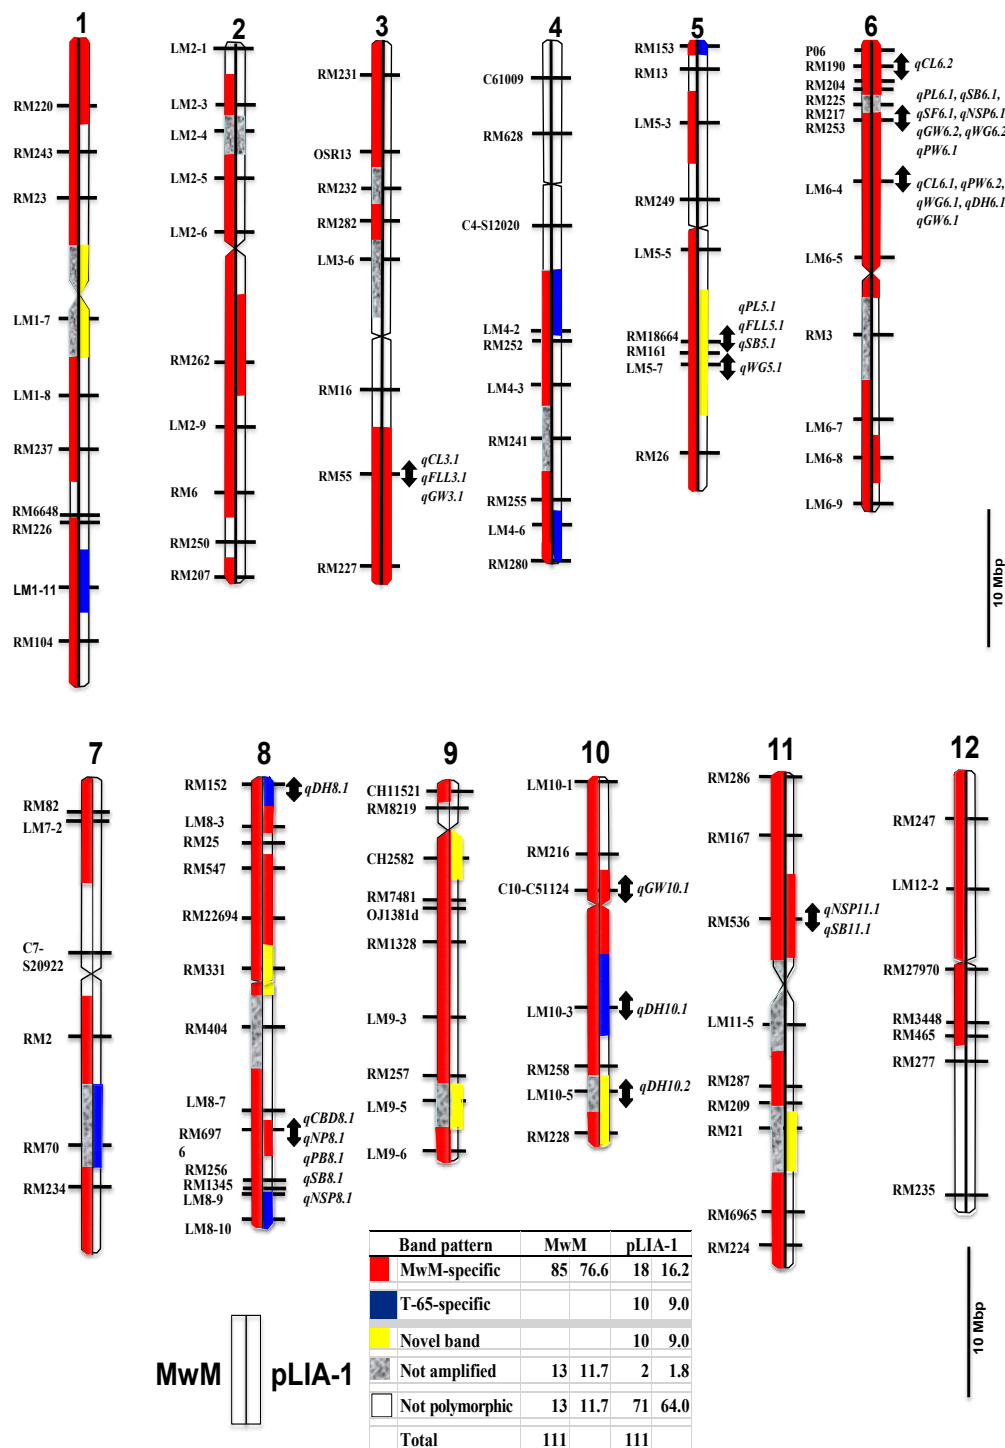 1
RM220
RM243
RM23
LM1-7
LM1-8
RM237
RM6648
RM226
LM1-11
RM104
2
LM2-1
LM2-3
LM2-4
LM2-5
LM2-6
RM262
LM2-9
RM6
RM250
RM207
3
RM231
OSR13
RM232
RM282
LM3-6
RM16
RM55
qCL3.1
qFLL3.1
qGW3.1
RM227
4
C61009
RM628
C4-S12020
LM4-2
RM252
LM4-3
RM241
RM255
LM4-6
RM280
5
RM153
RM13
LM5-3
RM249
LM5-5
RM18664
RM161
LM5-7
RM26
qPL5.1
qFLL5.1
qSB5.1
qWG5.1
6
P06
RM190
RM204
RM225
RM217
RM253
LM6-4
LM6-5
RM3
LM6-7
LM6-8
LM6-9
qCL6.2
qPL6.1, qSB6.1,
qSF6.1, qNSP6.1
qGW6.2, qWG6.2
qPW6.1
qCL6.1, qPW6.2,
qWG6.1, qDH6.1
qGW6.1
10 Mbp
7
RM82
LM7-2
C7-
S20922
RM2
RM70
RM234
8
RM152
LM8-3
RM25
RM547
RM22694
RM331
RM404
LM8-7
RM697
6
RM256
RM1345
LM8-9
LM8-10
qDH8.1
qCBD8.1
qNP8.1
qPB8.1
qSB8.1
qNSP8.1
9
CH11521
RM8219
CH2582
RM7481
OJ1381d
RM1328
LM9-3
RM257
LM9-5
LM9-6
10
LM10-1
RM216
C10-C51124
LM10-3
RM258
LM10-5
RM228
qGW10.1
qDH10.1
qDH10.2
11
RM286
RM167
RM536
LM11-5
RM287
RM209
RM21
RM6965
RM224
qNSP11.1
qSB11.1
12
RM247
LM12-2
RM27970
RM3448
RM465
RM277
RM235
10 Mbp
MwM pLIA-1
Band pattern MwM pLIA-1
MwM-specific 85 76.6 18 16.2
T-65-specific 10 9.0
Novel band 10 9.0
Not amplified 13 11.7 2 1.8
Not polymorphic 13 11.7 71 64.0
Total 111 111